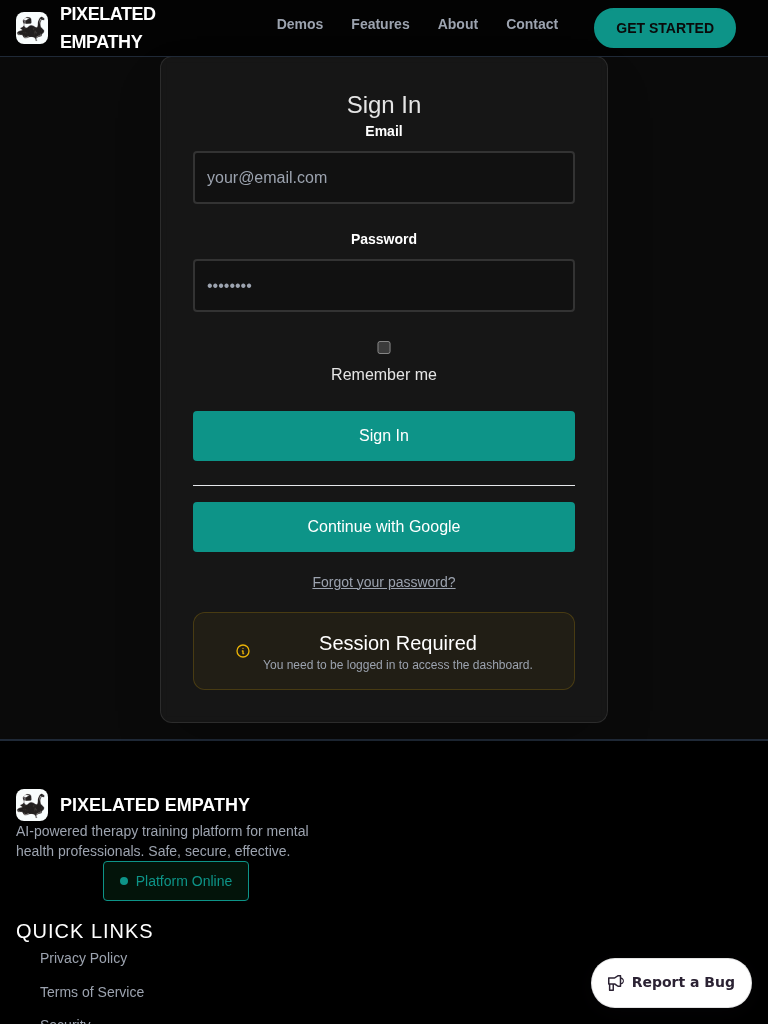 PIXELATED
EMPATHY
Demos
Features
About
Contact
GET STARTED
Sign In
Email
your@email.com
Password
••••••••
Remember me
Sign In
Continue with Google
Forgot your password?
Session Required
You need to be logged in to access the dashboard.
PIXELATED EMPATHY
AI-powered therapy training platform for mental
health professionals. Safe, secure, effective.
Platform Online
QUICK LINKS
Privacy Policy
Terms of Service
Security
Report a Bug